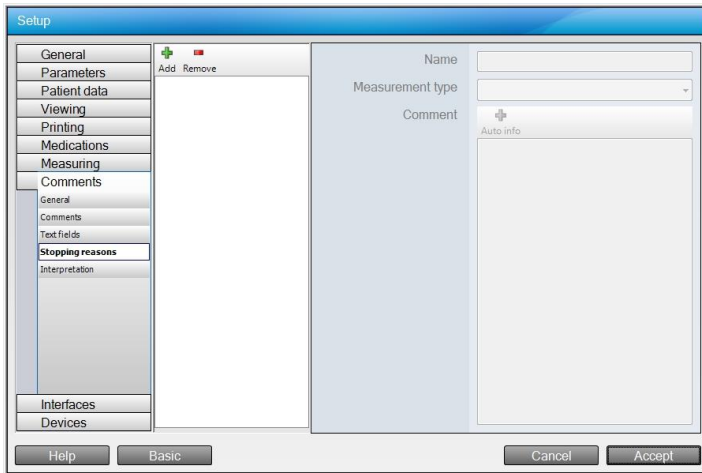 Setup
General
Parameters
Patient data
Viewing
Printing
Medications
Measuring
Comments
General
Comments
Text fields
Stopping reasons
Interpretation
Interfaces
Devices
Add Remove
Name
Measurement type
Comment
Auto info
Help Basic Cancel Accept